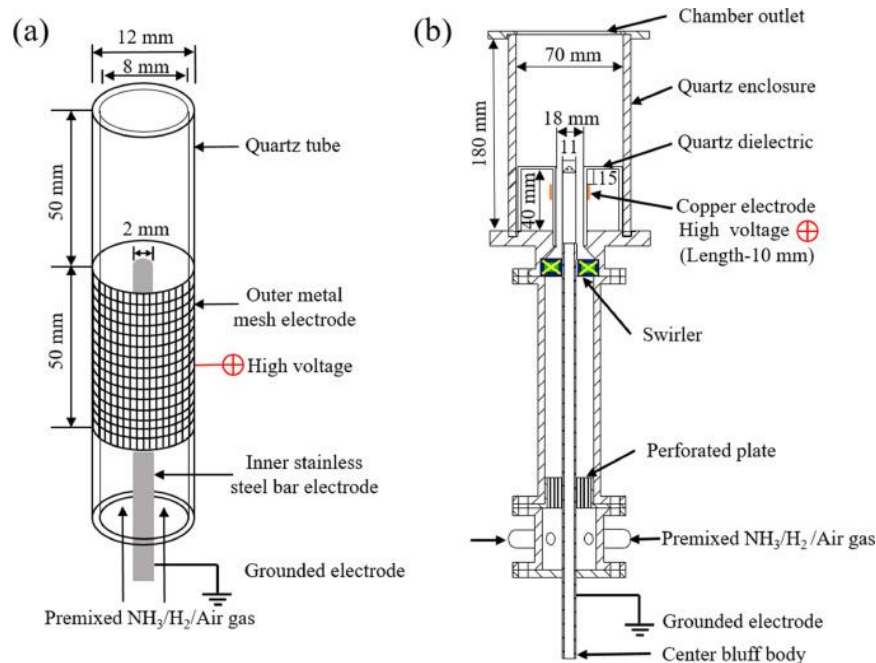 (a)
12 mm
8 mm
Quartz tube
50 mm
2 mm
Outer metal
mesh electrode
50 mm
High voltage
Inner stainless
steel bar electrode
Grounded electrode
Premixed NH₃/H₂/Air gas
(b)
Chamber outlet
70 mm
Quartz enclosure
180 mm
18 mm
11
Quartz dielectric
15
40 mm
Copper electrode
High voltage
(Length-10 mm)
Swirler
Perforated plate
Premixed NH₃/H₂/Air gas
Grounded electrode
Center bluff body